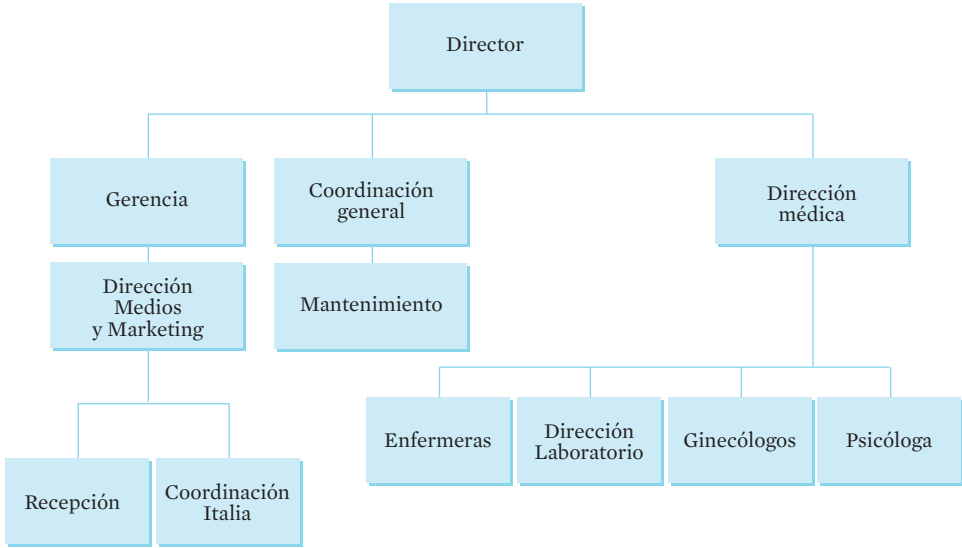 Director
Gerencia
Coordinación
general
Dirección
médica
Dirección
Medios
y Marketing
Mantenimiento
Enfermeras
Dirección
Laboratorio
Ginecólogos
Psicóloga
Recepción
Coordinación
Italia